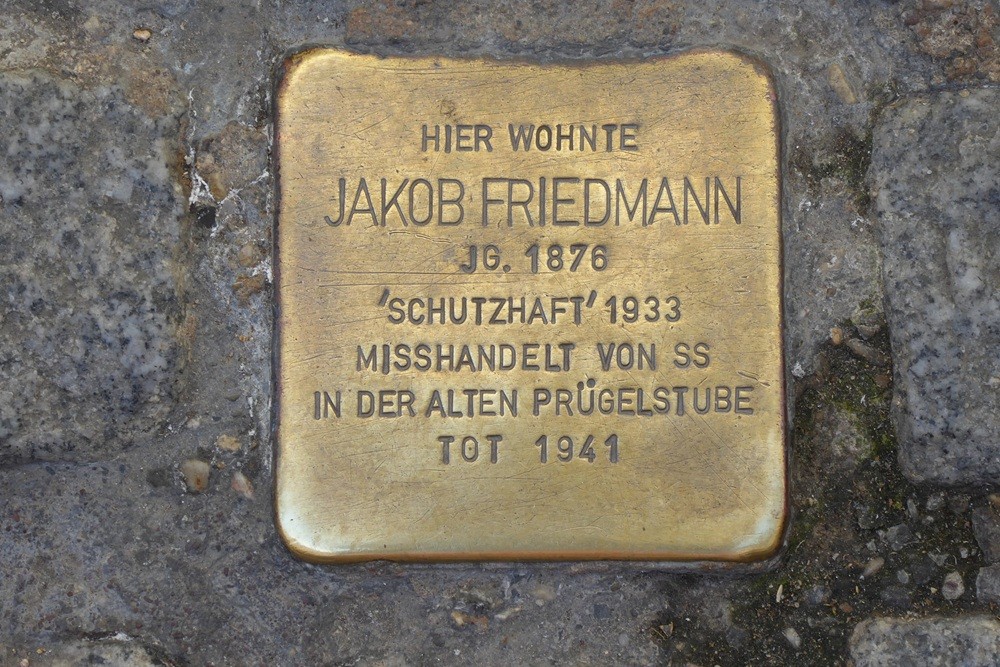 HIER WOHNTE
JAKOB FRIEDMANN
JG. 1876
'SCHUTZHAFT' 1933
MISSHANDELT VON SS
IN DER ALTEN PRÜGELSTUBE
TOT 1941